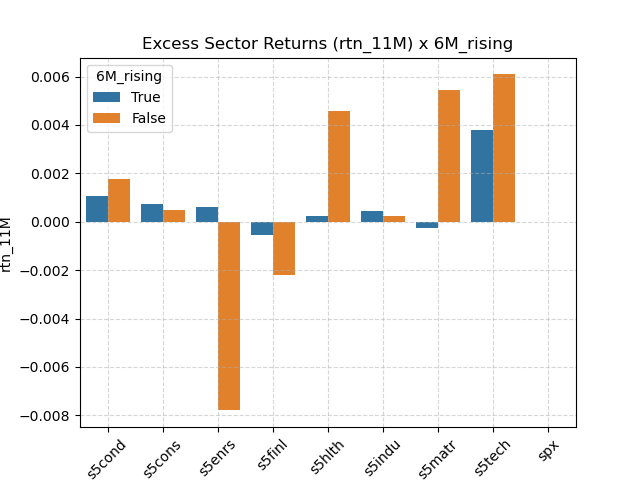 Excess Sector Returns (rtn_11M) x 6M_rising
6M_rising
True
False
0.006
0.004
0.002
0.000
−0.002
−0.004
−0.006
−0.008
rtn_11M
s5cond
s5cons
s5enrs
s5finl
s5hlth
s5indu
s5matr
s5tech
spx